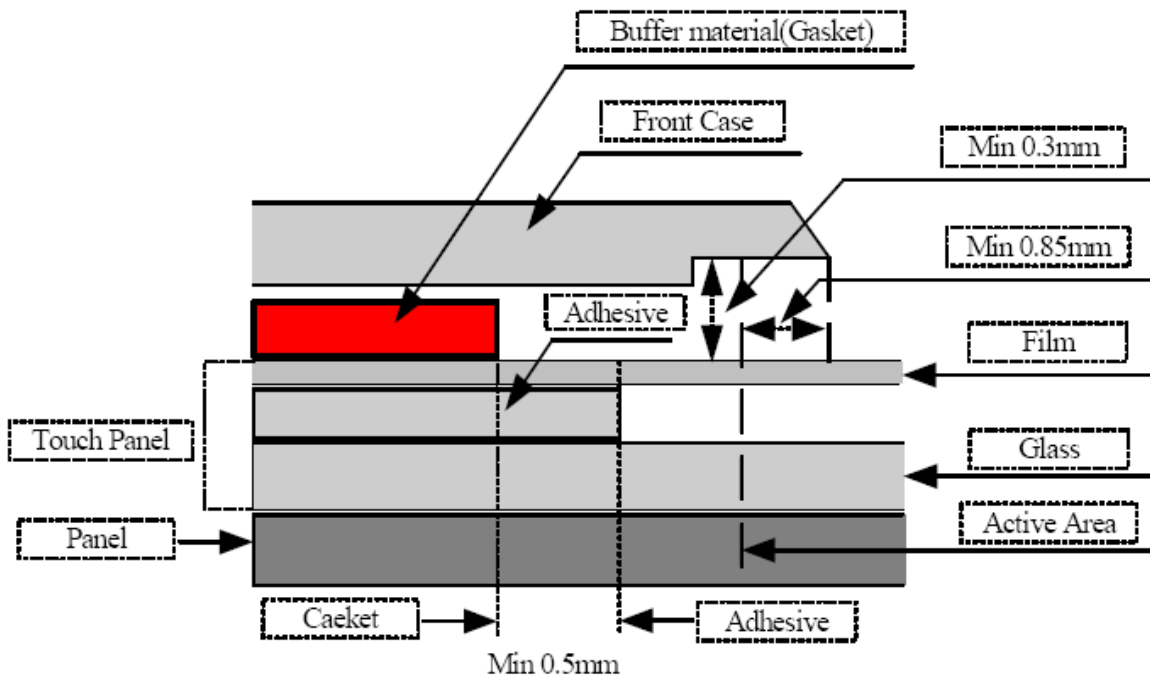 Buffer material(Gasket)
Front Case
Min 0.3mm
Min 0.85mm
Adhesive
Film
Touch Panel
Glass
Panel
Active Area
Caeket
Adhesive
Min 0.5mm